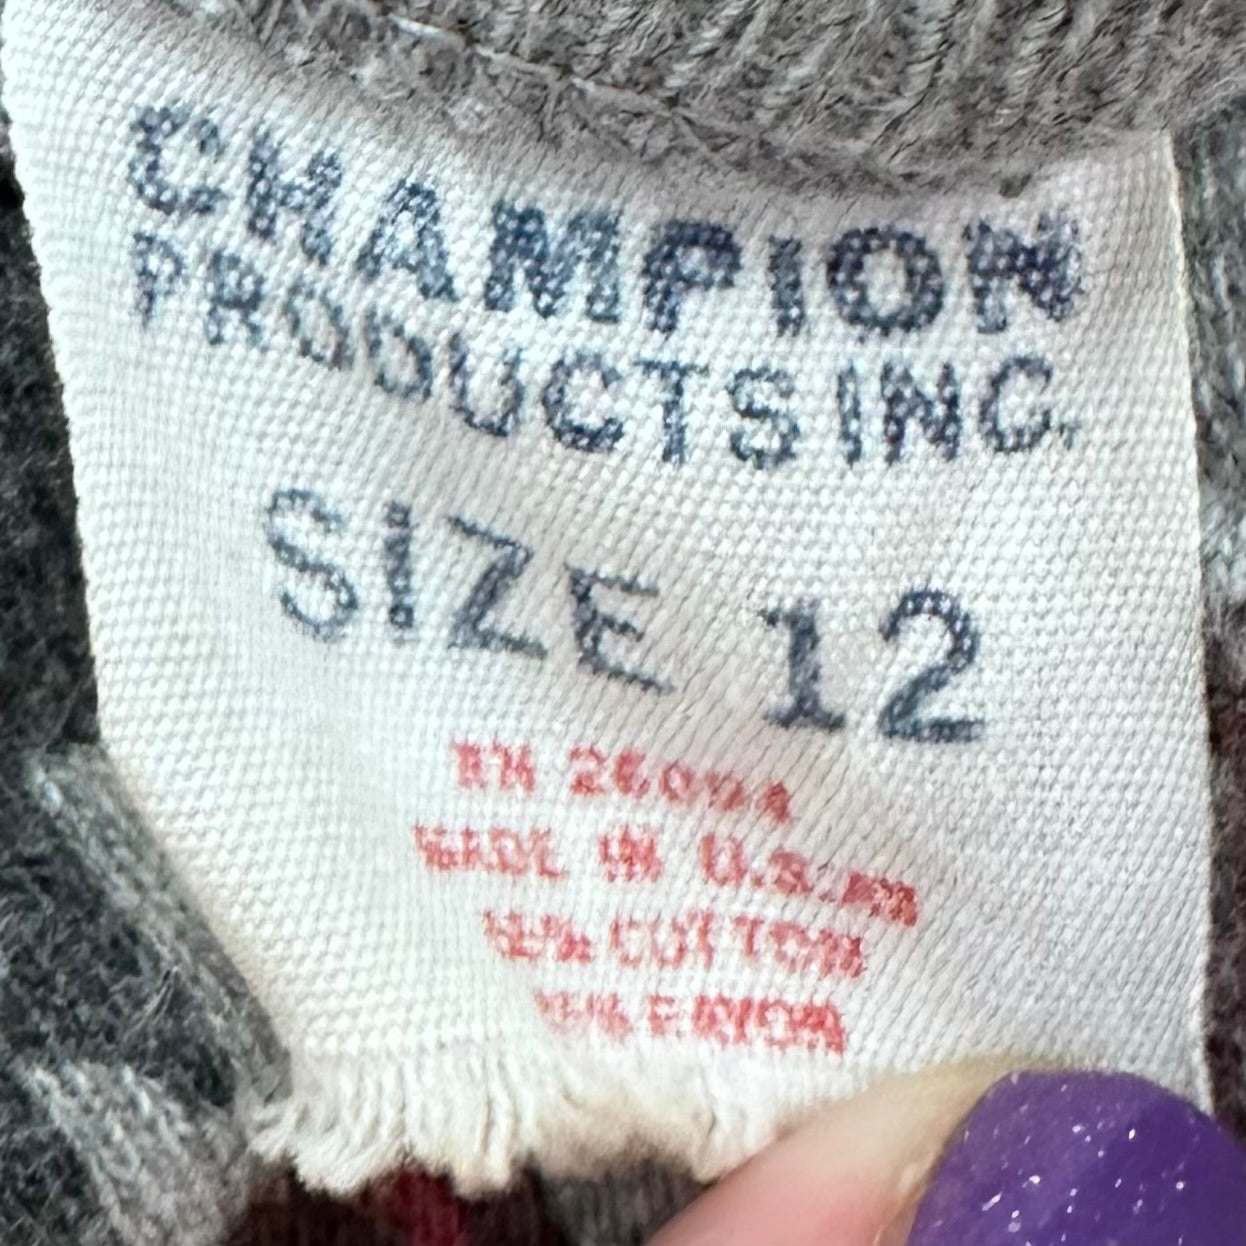 CHAMPION
PRODUCTS INC.
SIZE 12
RN 26094
MADE IN U.S.A.
COTTON